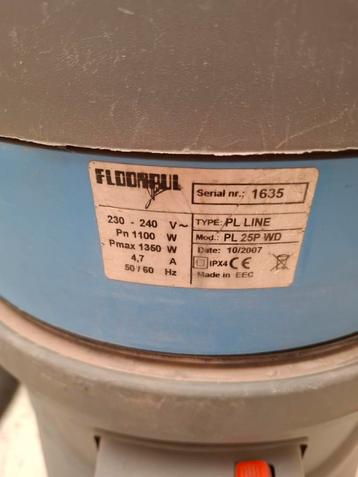 FLOORPUL
Serial nr.: 1635
230 - 240 V~
Pn 1100 W
Pmax 1350 W
4,7 A
50 / 60 Hz
TYPE: PL LINE
Mod.: PL 25P WD
Date: 10/2007
IPX4 CE
Made in EEC